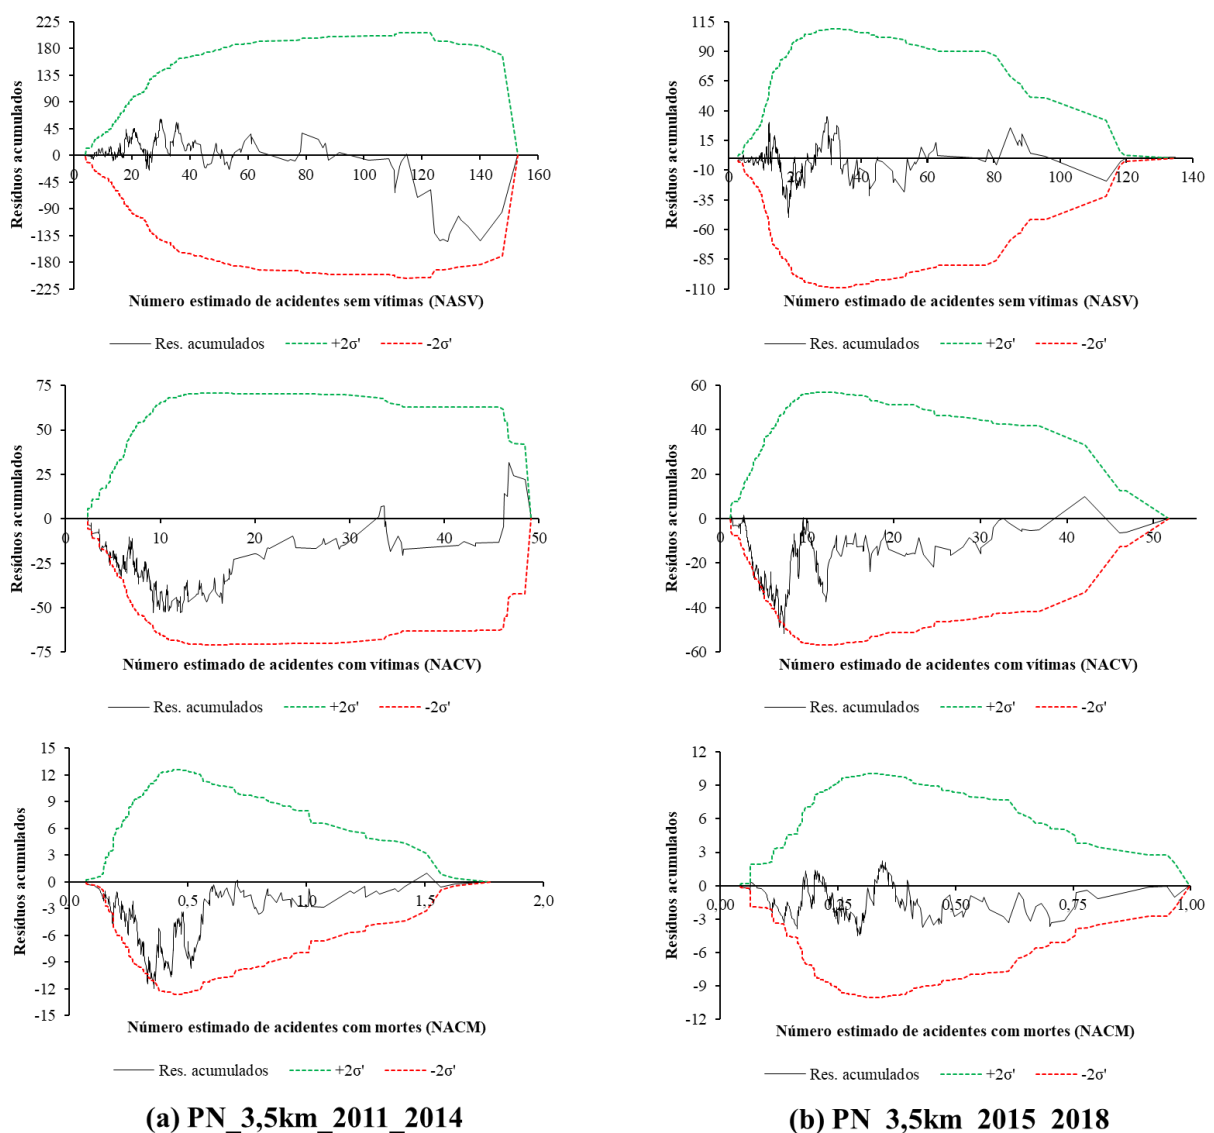 225
180
135
90
45
0
-45
-90
-135
-180
-225
0
20
40
60
80
100
120
140
160
Resíduos acumulados
Número estimado de acidentes sem vítimas (NASV)
Res. acumulados
+2σ'
-2σ'
115
90
65
40
15
-10
-35
-60
-85
-110
0
20
40
60
80
100
120
140
Resíduos acumulados
Número estimado de acidentes sem vítimas (NASV)
Res. acumulados
+2σ'
-2σ'
75
50
25
0
-25
-50
-75
0
10
20
30
40
50
Resíduos acumulados
Número estimado de acidentes com vítimas (NACV)
Res. acumulados
+2σ'
-2σ'
60
40
20
0
-20
-40
-60
0
10
20
30
40
50
Resíduos acumulados
Número estimado de acidentes com vítimas (NACV)
Res. acumulados
+2σ'
-2σ'
15
12
9
6
3
0
-3
-6
-9
-12
-15
0,0
0,5
1,0
1,5
2,0
Resíduos acumulados
Número estimado de acidentes com mortes (NACM)
Res. acumulados
+2σ'
-2σ'
12
9
6
3
0
-3
-6
-9
-12
0,00
0,25
0,50
0,75
1,00
Resíduos acumulados
Número estimado de acidentes com mortes (NACM)
Res. acumulados
+2σ'
-2σ'
(a) PN_3,5km_2011_2014
(b) PN_3,5km_2015_2018